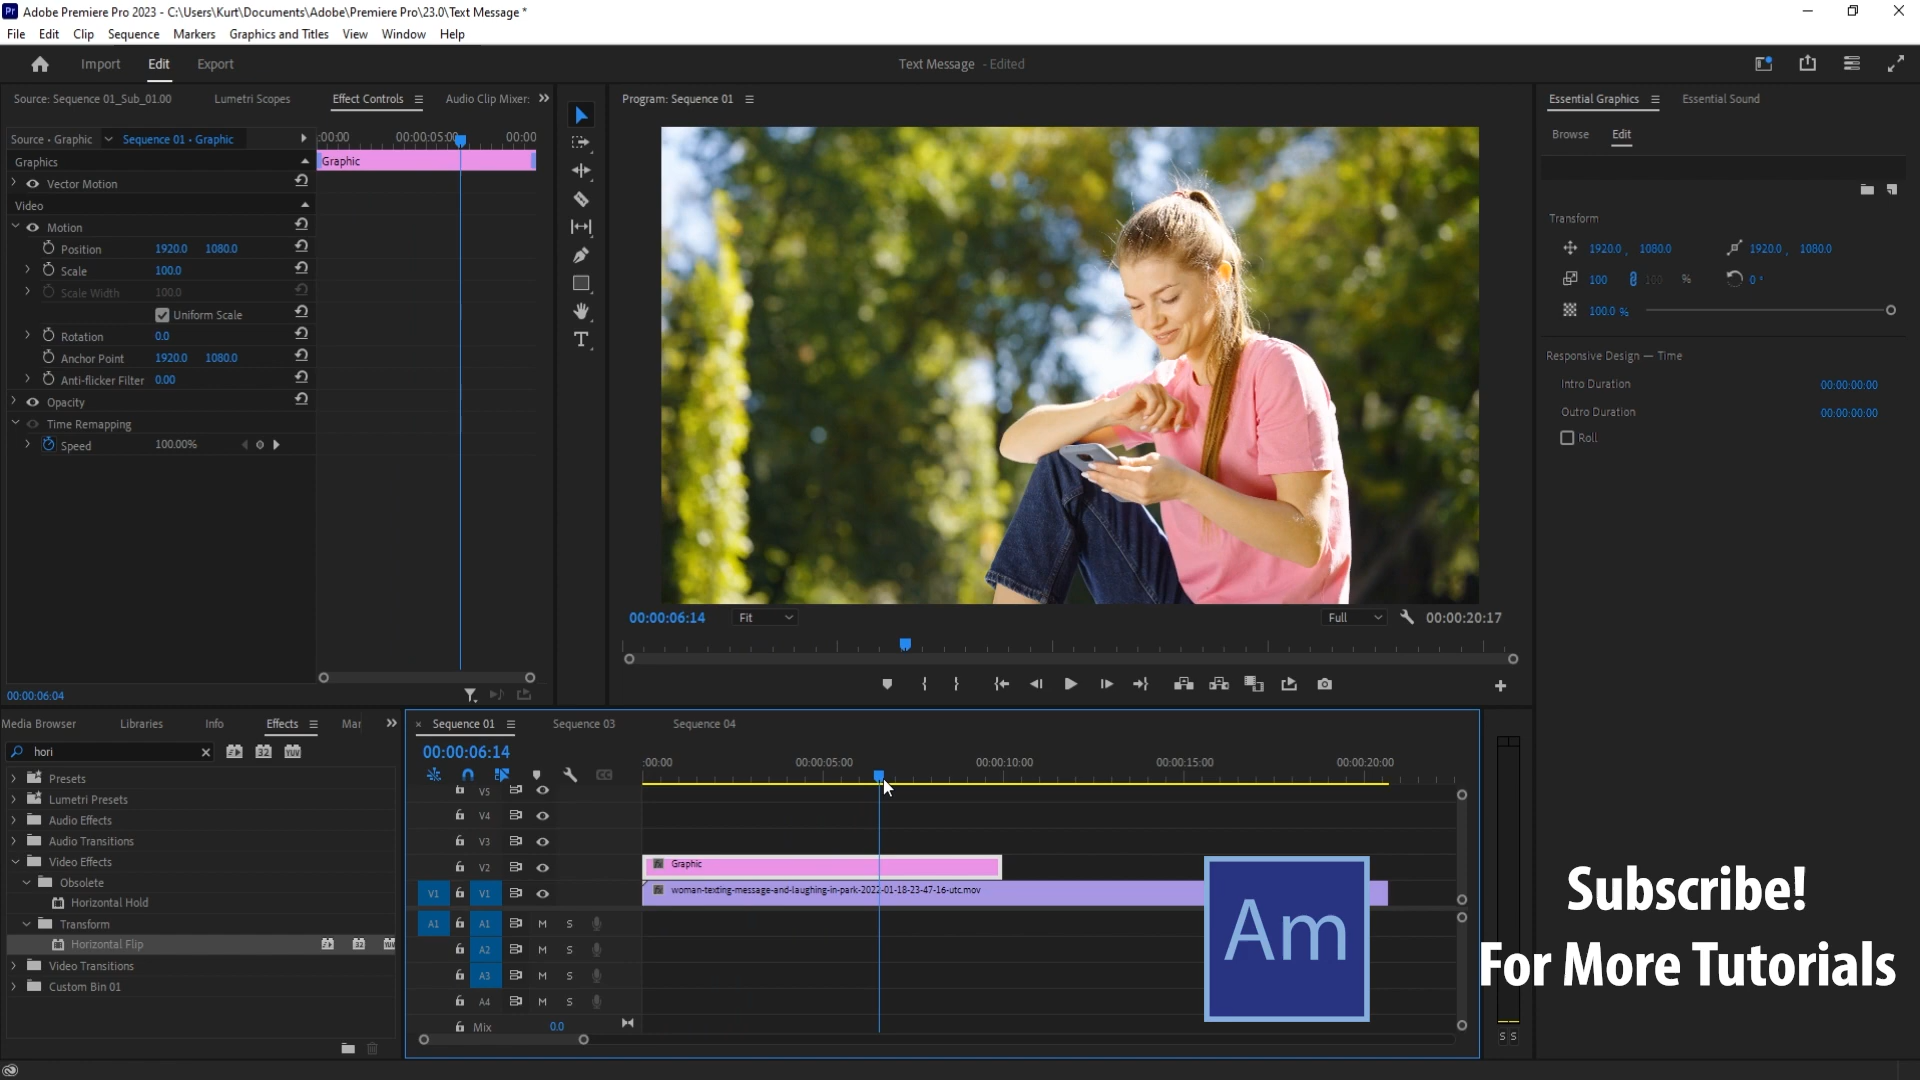 Adobe Premiere Pro 2023 - C:\Users\Kurt\Documents\Adobe\Premiere Pro\23.0\Text Message *
File Edit Clip Sequence Markers Graphics and Titles View Window Help
Import Edit Export
Text Message - Edited
Source: Sequence 01_Sub_01.00 Lumetri Scopes Effect Controls Audio Clip Mixer:
Source • Graphic Sequence 01 • Graphic
:00:00 00:00:05:00 00:00
Graphics
Graphic
Vector Motion
Video
Motion
Position 1920.0 1080.0
Scale 100.0
Scale Width 100.0
Uniform Scale
Rotation 0.0
Anchor Point 1920.0 1080.0
Anti-flicker Filter 0.00
Opacity
Time Remapping
Speed 100.00%
00:00:06:04
Program: Sequence 01
00:00:06:14 Fit Full 00:00:20:17
Essential Graphics Essential Sound
Browse Edit
Transform
1920.0 , 1080.0 1920.0 , 1080.0
100 100 % 0 °
100.0 %
Responsive Design — Time
Intro Duration 00:00:00:00
Outro Duration 00:00:00:00
Roll
Media Browser Libraries Info Effects Mar
hori
Presets
Lumetri Presets
Audio Effects
Audio Transitions
Video Effects
Obsolete
Horizontal Hold
Transform
Horizontal Flip
Video Transitions
Custom Bin 01
× Sequence 01 Sequence 03 Sequence 04
00:00:06:14
:00:00 00:00:05:00 00:00:10:00 00:00:15:00 00:00:20:00
V5
V4
V3
V2 Graphic
V1 V1 woman-texting-message-and-laughing-in-park-2022-01-18-23-47-16-utc.mov
A1 A1 M S
A2 M S
A3 M S
A4 M S
Mix 0.0
S S
Am
Subscribe!
For More Tutorials